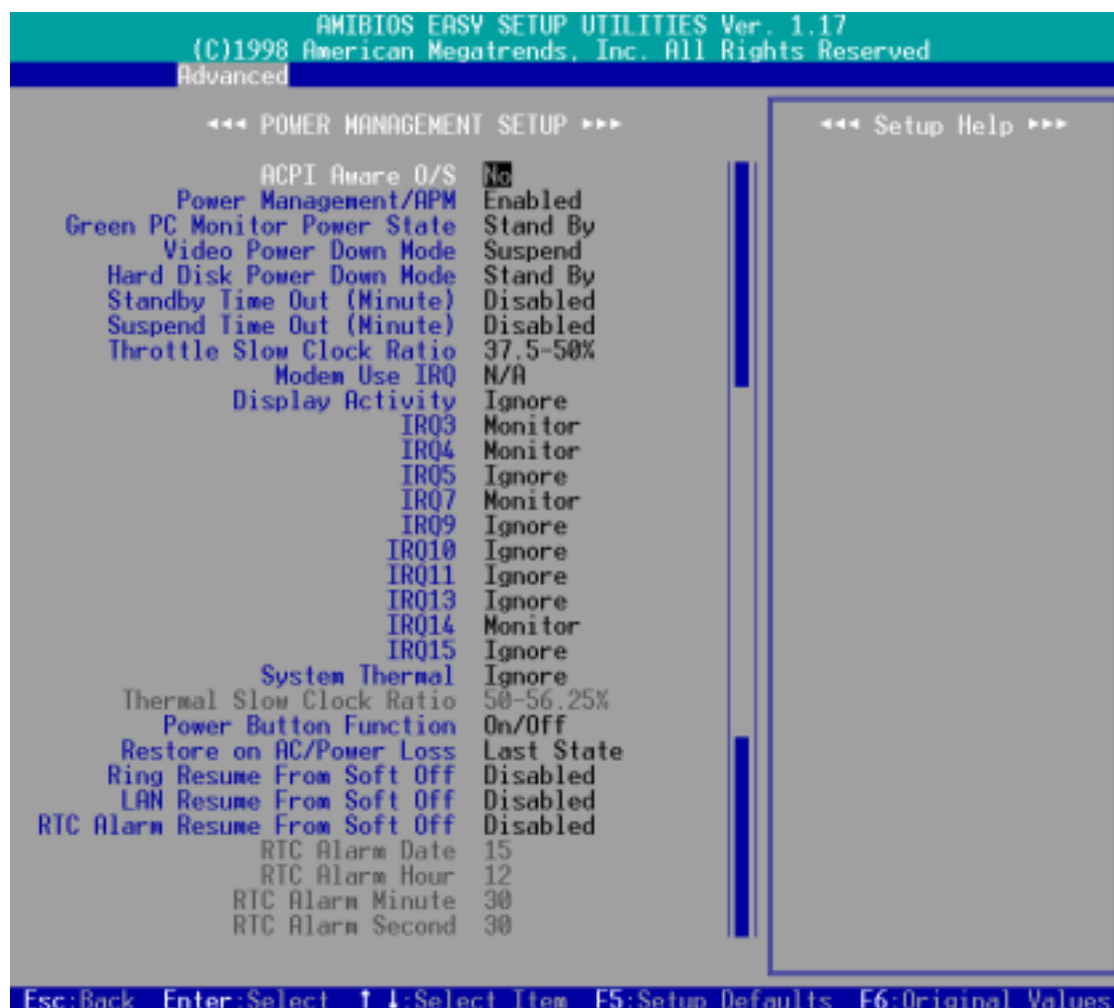 AMIBIOS EASY SETUP UTILITIES Ver. 1.17
(C)1998 American Megatrends, Inc. All Rights Reserved
Advanced
◄◄◄ POWER MANAGEMENT SETUP ►►►
ACPI Aware O/S No
Power Management/APM Enabled
Green PC Monitor Power State Stand By
Video Power Down Mode Suspend
Hard Disk Power Down Mode Stand By
Standby Time Out (Minute) Disabled
Suspend Time Out (Minute) Disabled
Throttle Slow Clock Ratio 37.5-50%
Modem Use IRQ N/A
Display Activity Ignore
IRQ3 Monitor
IRQ4 Monitor
IRQ5 Ignore
IRQ7 Monitor
IRQ9 Ignore
IRQ10 Ignore
IRQ11 Ignore
IRQ13 Ignore
IRQ14 Monitor
IRQ15 Ignore
System Thermal Ignore
Thermal Slow Clock Ratio 50-56.25%
Power Button Function On/Off
Restore on AC/Power Loss Last State
Ring Resume From Soft Off Disabled
LAN Resume From Soft Off Disabled
RTC Alarm Resume From Soft Off Disabled
RTC Alarm Date 15
RTC Alarm Hour 12
RTC Alarm Minute 30
RTC Alarm Second 30
◄◄◄ Setup Help ►►►
Esc:Back Enter:Select ↑↓:Select Item F5:Setup Defaults F6:Original Values